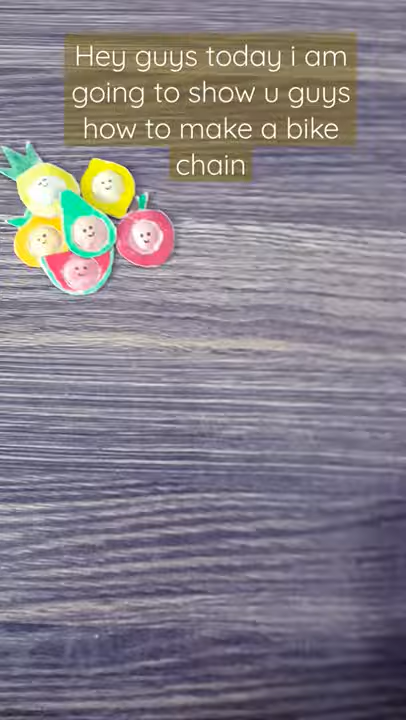 Hey guys today i am
going to show u guys
how to make a bike
chain